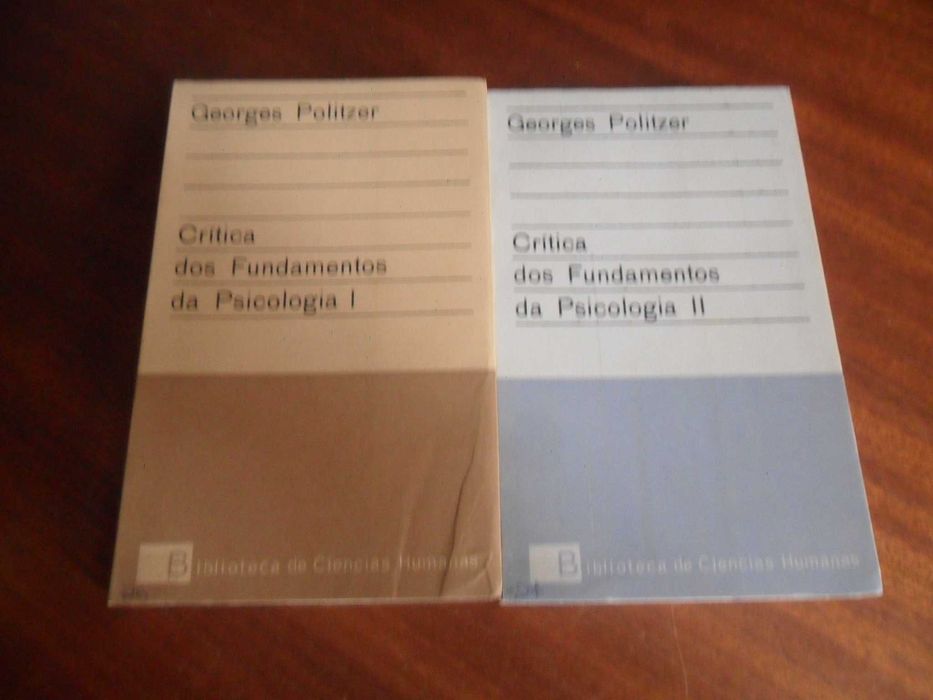 Georges Politzer
Crítica
dos Fundamentos
da Psicologia I
Biblioteca de Ciencias Humanas
Georges Politzer
Crítica
dos Fundamentos
da Psicologia II
Biblioteca de Ciencias Humanas